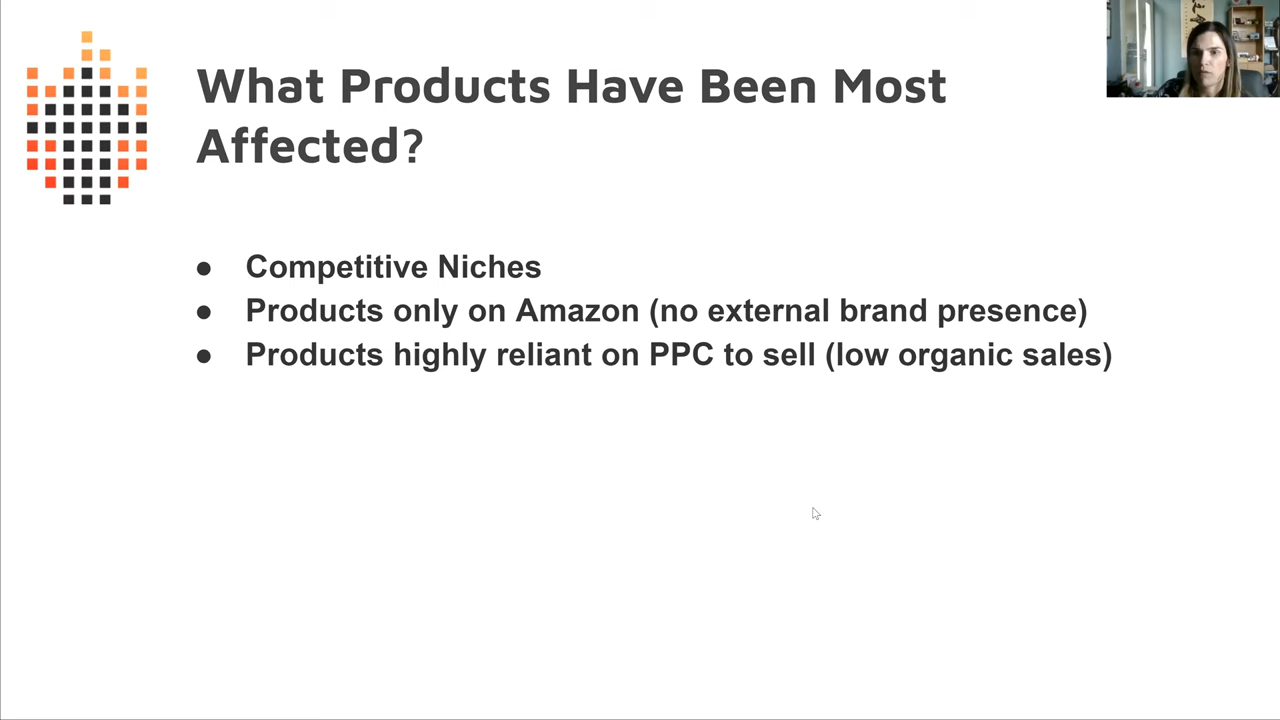 What Products Have Been Most
Affected?
● Competitive Niches
● Products only on Amazon (no external brand presence)
● Products highly reliant on PPC to sell (low organic sales)